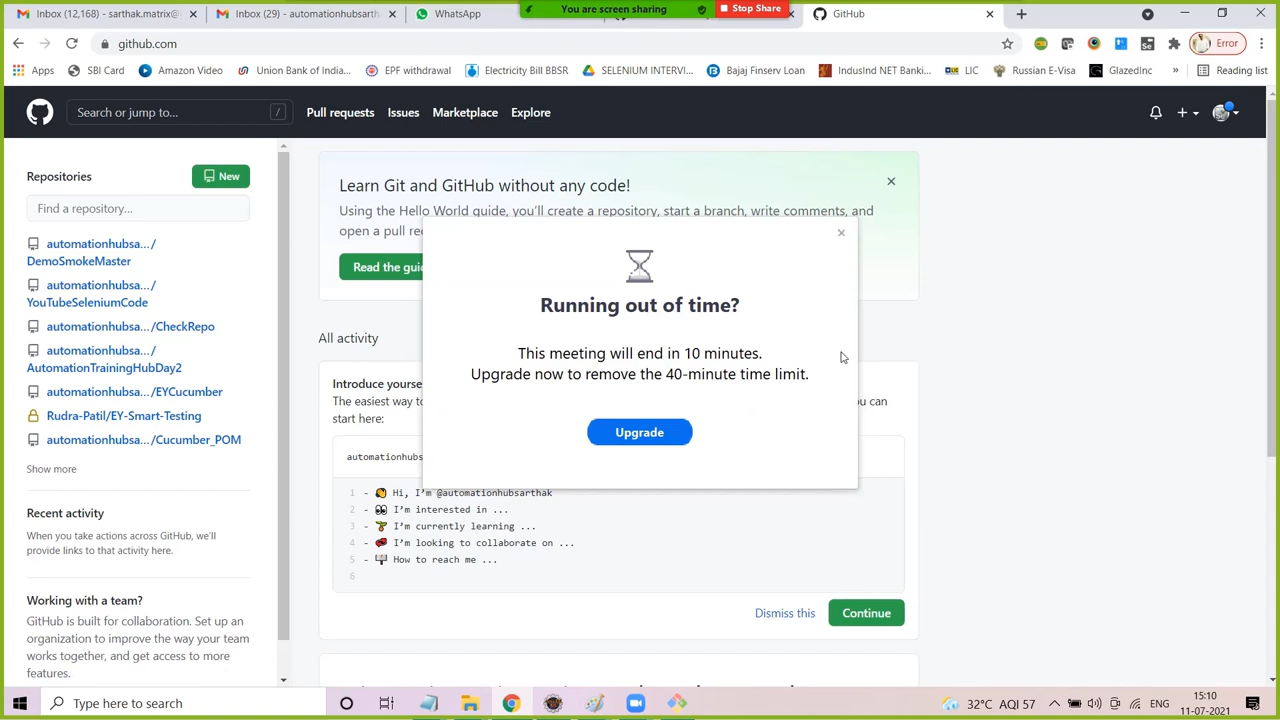 Inbox (12,168) - sarthak.matrix@
Inbox (29) - automationhubsarth
WhatsApp
You are screen sharing
Stop Share
GitHub
github.com
Error
Apps
SBI Card
Amazon Video
Union Bank of India...
EPF withdrawal
Electricity Bill BBSR
SELENIUM INTERVI...
Bajaj Finserv Loan
IndusInd NET Banki...
LIC
Russian E-Visa
GlazedInc
»
Reading list
Search or jump to...
/
Pull requests
Issues
Marketplace
Explore
Repositories
New
Find a repository...
automationhubsa.../
DemoSmokeMaster
automationhubsa.../
YouTubeSeleniumCode
automationhubsa.../CheckRepo
automationhubsa.../
AutomationTrainingHubDay2
automationhubsa.../EYCucumber
Rudra-Patil/EY-Smart-Testing
automationhubsa.../Cucumber_POM
Show more
Recent activity
When you take actions across GitHub, we'll
provide links to that activity here.
Working with a team?
GitHub is built for collaboration. Set up an
organization to improve the way your team
works together, and get access to more
features.
Learn Git and GitHub without any code!
Using the Hello World guide, you'll create a repository, start a branch, write comments, and
open a pull re
Read the gui
All activity
Introduce yourse
The easiest way to
ou can
start here:
automationhubs
1 - Hi, I'm @automationhubsarthak
2 - I'm interested in ...
3 - I'm currently learning ...
4 - I'm looking to collaborate on ...
5 - How to reach me ...
6
Dismiss this
Continue
Running out of time?
This meeting will end in 10 minutes.
Upgrade now to remove the 40-minute time limit.
Upgrade
Type here to search
32°C AQI 57
ENG
15:10
11-07-2021